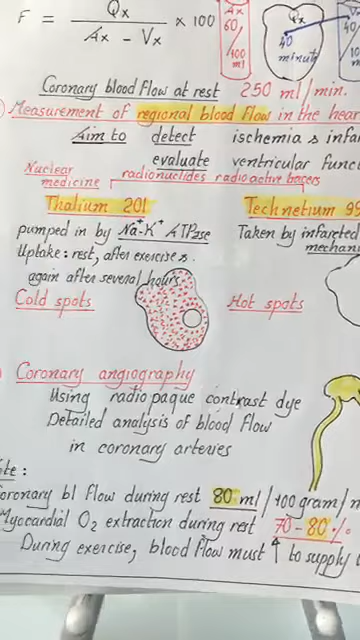 F = Qx / Ax - Vx x 100
Ax
60
/100
ml
Qx
40
minute
Vx
40
/100
Coronary blood Flow at rest 250 ml/min.
Measurement of regional blood Flow in the hear
Aim to detect ischemia & infa
evaluate ventricular func
Nuclear medicine
radionuclides radioactive tracers
Thalium 201
Technetium 99
pumped in by Na-K+ ATPase
Taken by infarcted
Uptake: rest, after exercise &
mechan
again after several hours
Cold spots
Hot spots
Coronary angiography
Using radiopaque contrast dye
Detailed analysis of blood Flow
in coronary arteries
ote:
oronary bl Flow during rest 80 ml/100 gram/m
Myocardial O2 extraction during rest 70-80 %
During exercise, blood flow must ↑ to supply